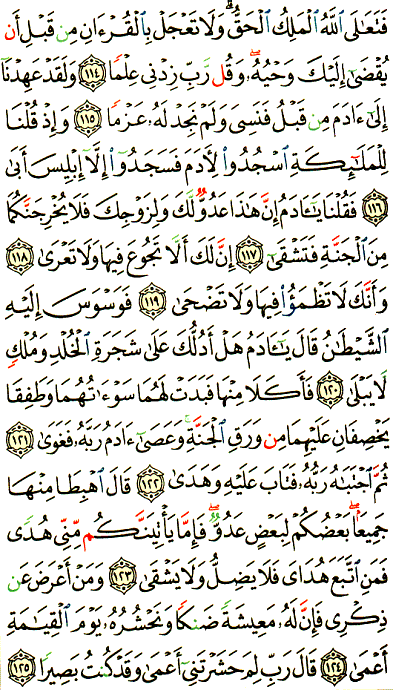 فَتَعَٰلَى ٱللَّهُ ٱلْمَلِكُ ٱلْحَقُّ ۗ وَلَا تَعْجَلْ بِٱلْقُرْءَانِ مِن قَبْلِ أَن
يُقْضَىٰٓ إِلَيْكَ وَحْيُهُۥ ۖ وَقُل رَّبِّ زِدْنِى عِلْمًا ﴿١١٤﴾ وَلَقَدْ عَهِدْنَآ
إِلَىٰٓ ءَادَمَ مِن قَبْلُ فَنَسِىَ وَلَمْ نَجِدْ لَهُۥ عَزْمًا ﴿١١٥﴾ وَإِذْ قُلْنَا
لِلْمَلَٰٓئِكَةِ ٱسْجُدُوا۟ لِـَٔادَمَ فَسَجَدُوٓا۟ إِلَّآ إِبْلِيسَ أَبَىٰ
﴿١١٦﴾ فَقُلْنَا يَٰٓـَٔادَمُ إِنَّ هَٰذَا عَدُوٌّ لَّكَ وَلِزَوْجِكَ فَلَا يُخْرِجَنَّكُمَا
مِنَ ٱلْجَنَّةِ فَتَشْقَىٰٓ ﴿١١٧﴾ إِنَّ لَكَ أَلَّا تَجُوعَ فِيهَا وَلَا تَعْرَىٰ ﴿١١٨﴾
وَأَنَّكَ لَا تَظْمَؤُا۟ فِيهَا وَلَا تَضْحَىٰ ﴿١١٩﴾ فَوَسْوَسَ إِلَيْهِ
ٱلشَّيْطَٰنُ قَالَ يَٰٓـَٔادَمُ هَلْ أَدُلُّكَ عَلَىٰ شَجَرَةِ ٱلْخُلْدِ وَمُلْكٍ
لَّا يَبْلَىٰ ﴿١٢٠﴾ فَأَكَلَا مِنْهَا فَبَدَتْ لَهُمَا سَوْءَٰتُهُمَا وَطَفِقَا
يَخْصِفَانِ عَلَيْهِمَا مِن وَرَقِ ٱلْجَنَّةِ ۚ وَعَصَىٰٓ ءَادَمُ رَبَّهُۥ فَغَوَىٰ ﴿١٢١﴾
ثُمَّ ٱجْتَبَٰهُ رَبُّهُۥ فَتَابَ عَلَيْهِ وَهَدَىٰ ﴿١٢٢﴾ قَالَ ٱهْبِطَا مِنْهَا
جَمِيعًۢا ۖ بَعْضُكُمْ لِبَعْضٍ عَدُوٌّ ۖ فَإِمَّا يَأْتِيَنَّكُم مِّنِّى هُدًى
فَمَنِ ٱتَّبَعَ هُدَاىَ فَلَا يَضِلُّ وَلَا يَشْقَىٰ ﴿١٢٣﴾ وَمَنْ أَعْرَضَ عَن
ذِكْرِى فَإِنَّ لَهُۥ مَعِيشَةً ضَنكًا وَنَحْشُرُهُۥ يَوْمَ ٱلْقِيَٰمَةِ
أَعْمَىٰ ﴿١٢٤﴾ قَالَ رَبِّ لِمَ حَشَرْتَنِىٓ أَعْمَىٰ وَقَدْ كُنتُ بَصِيرًا ﴿١٢٥﴾